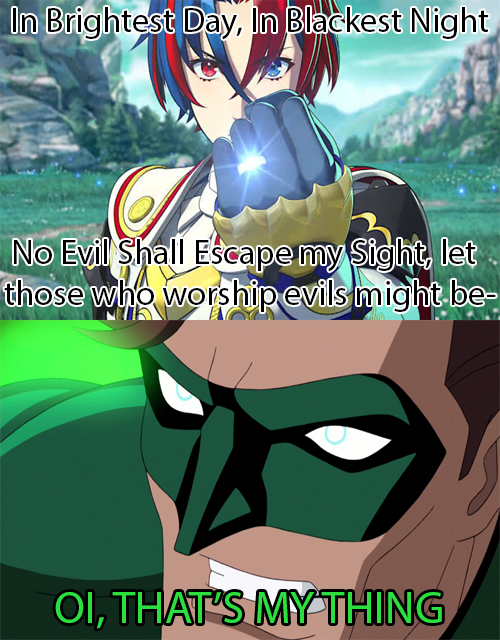 In Brightest Day, In Blackest Night
No Evil Shall Escape my Sight, let
those who worship evils might be-
OI, THAT'S MY THING